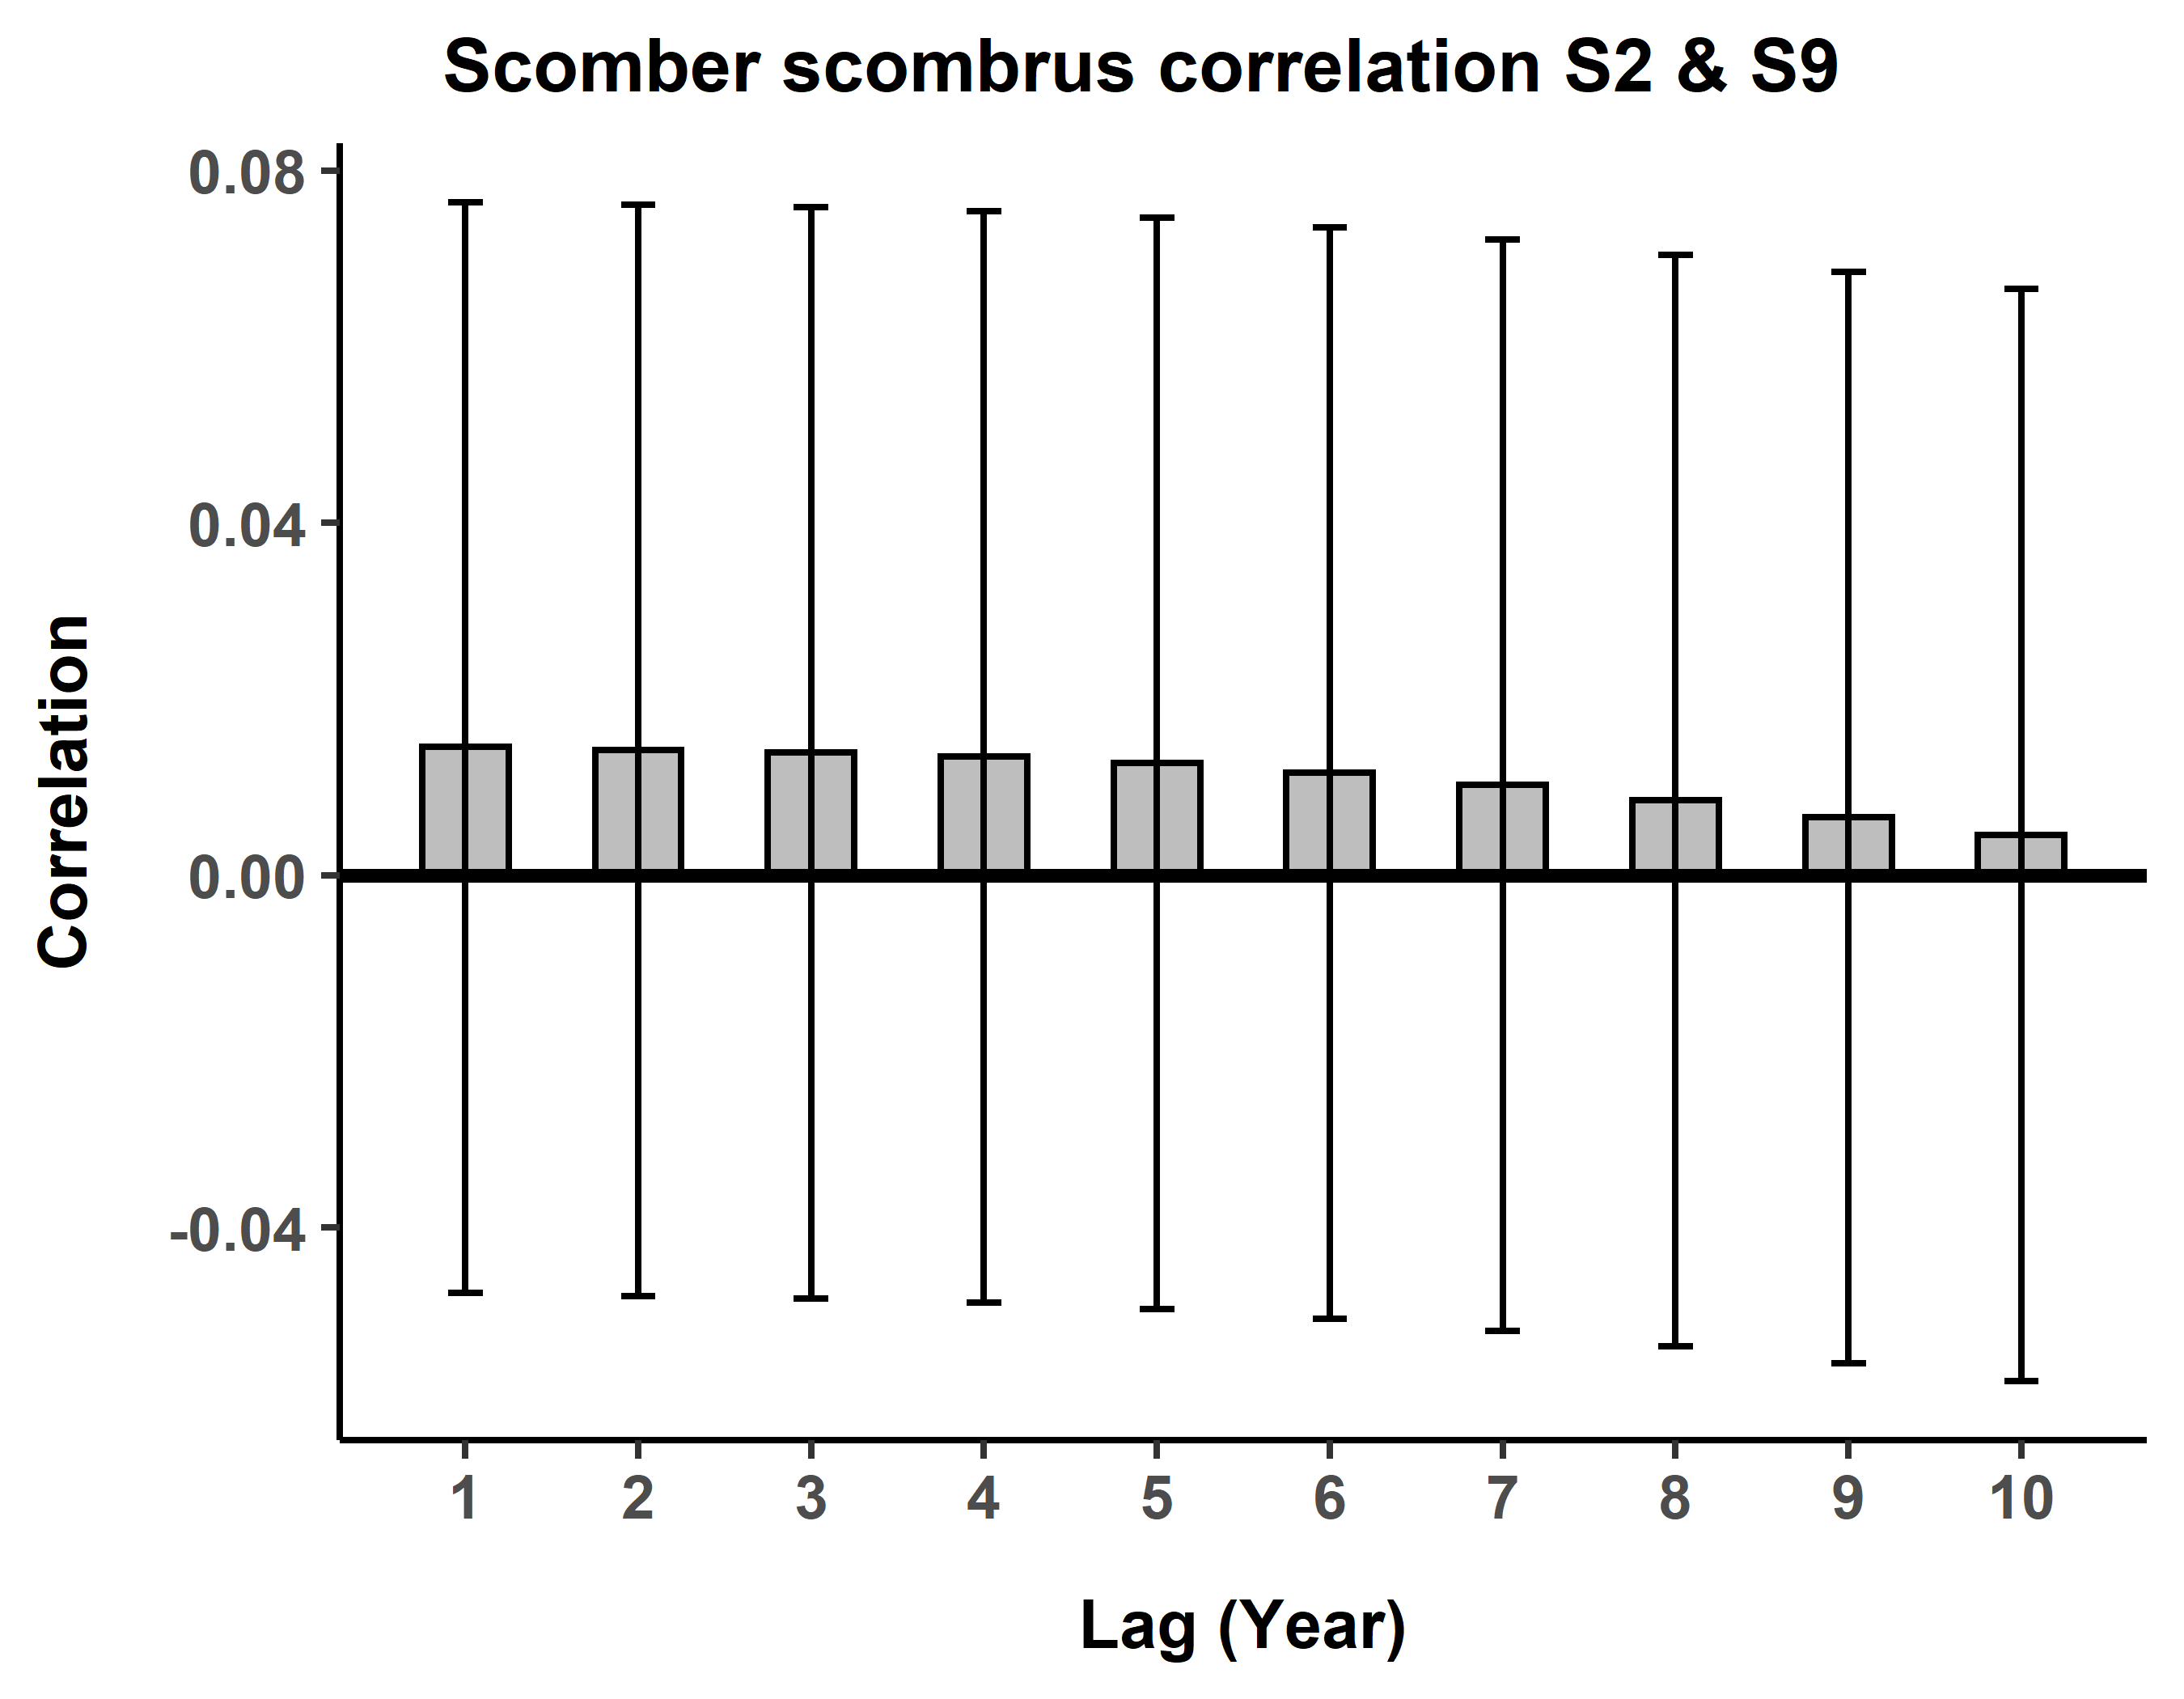 Scomber scombrus correlation S2 & S9
0.08
0.04
0.00
-0.04
Correlation
1 2 3 4 5 6 7 8 9 10
Lag (Year)